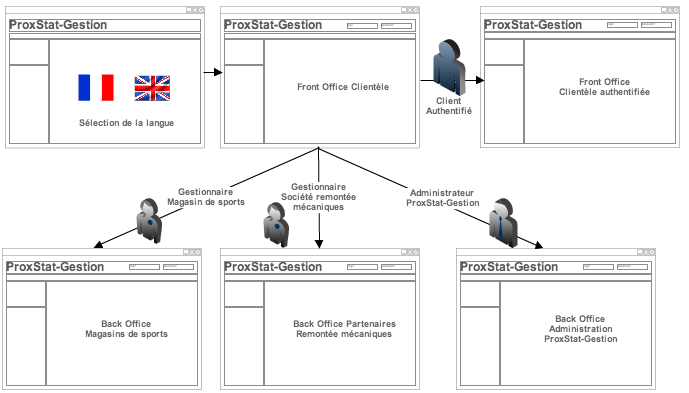 ProxStat-Gestion
Sélection de la langue
ProxStat-Gestion
Front Office Clientèle
Client
Authentifié
ProxStat-Gestion
Front Office
Clientèle authentifiée
Gestionnaire
Magasin de sports
Gestionnaire
Société remontée
mécaniques
Administrateur
ProxStat-Gestion
ProxStat-Gestion
Back Office
Magasins de sports
ProxStat-Gestion
Back Office Partenaires
Remontée mécaniques
ProxStat-Gestion
Back Office
Administration
ProxStat-Gestion